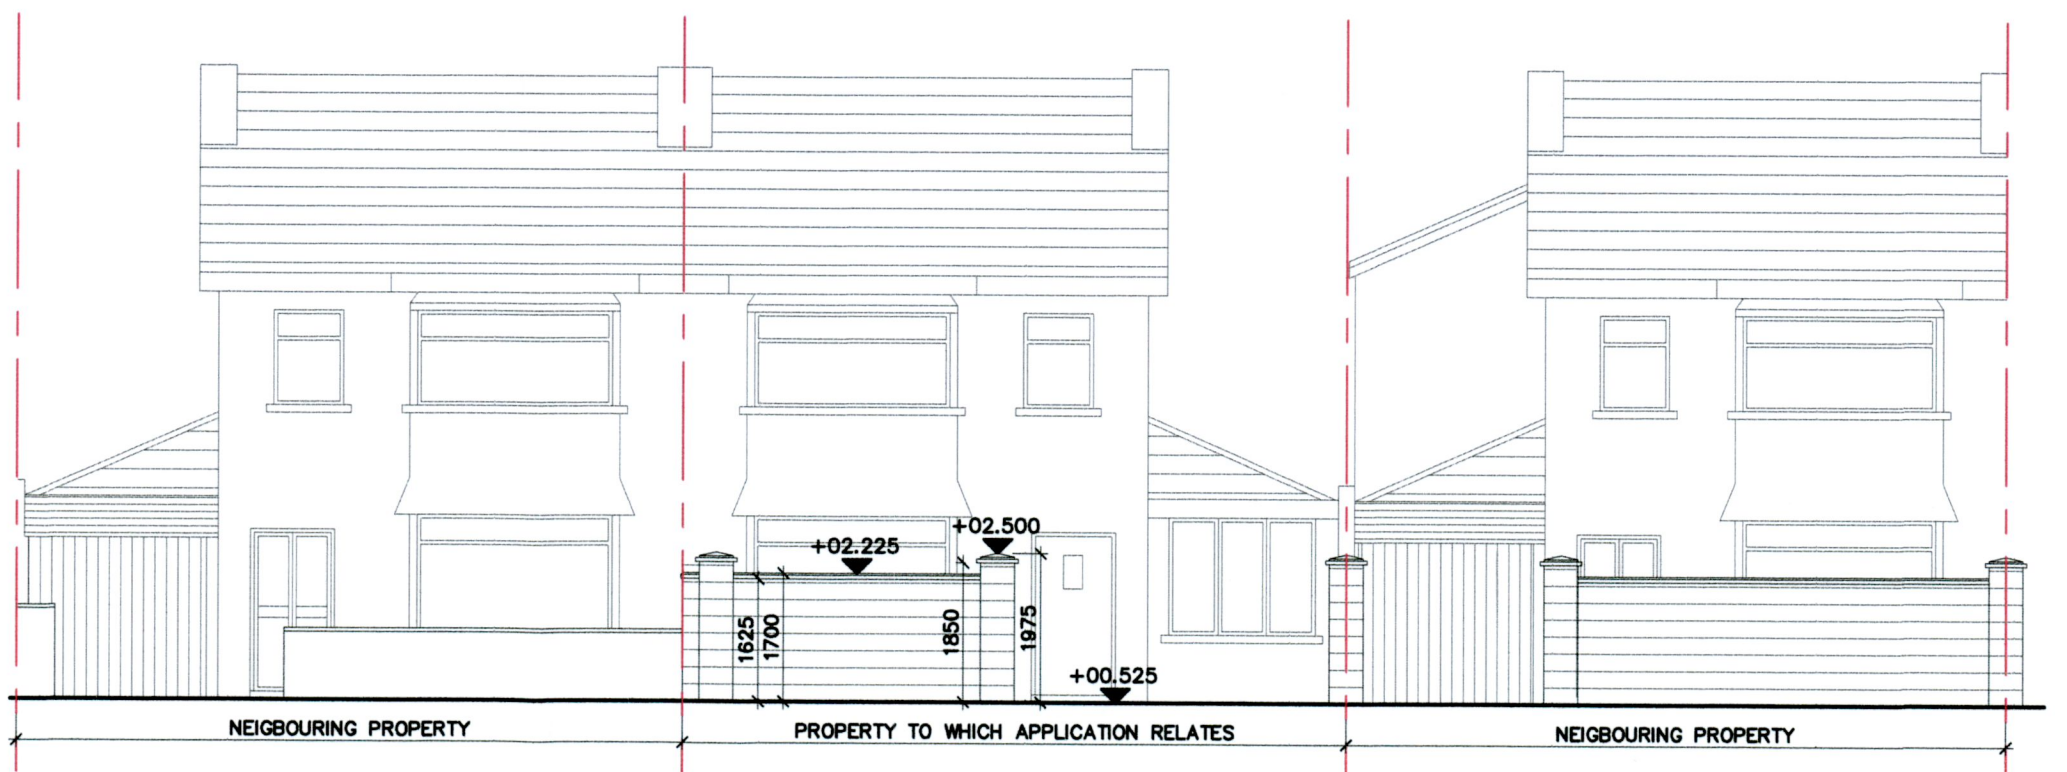 +02.500
+02.225
1625
1700
1850
1975
+00.525
NEIGBOURING PROPERTY
PROPERTY TO WHICH APPLICATION RELATES
NEIGBOURING PROPERTY